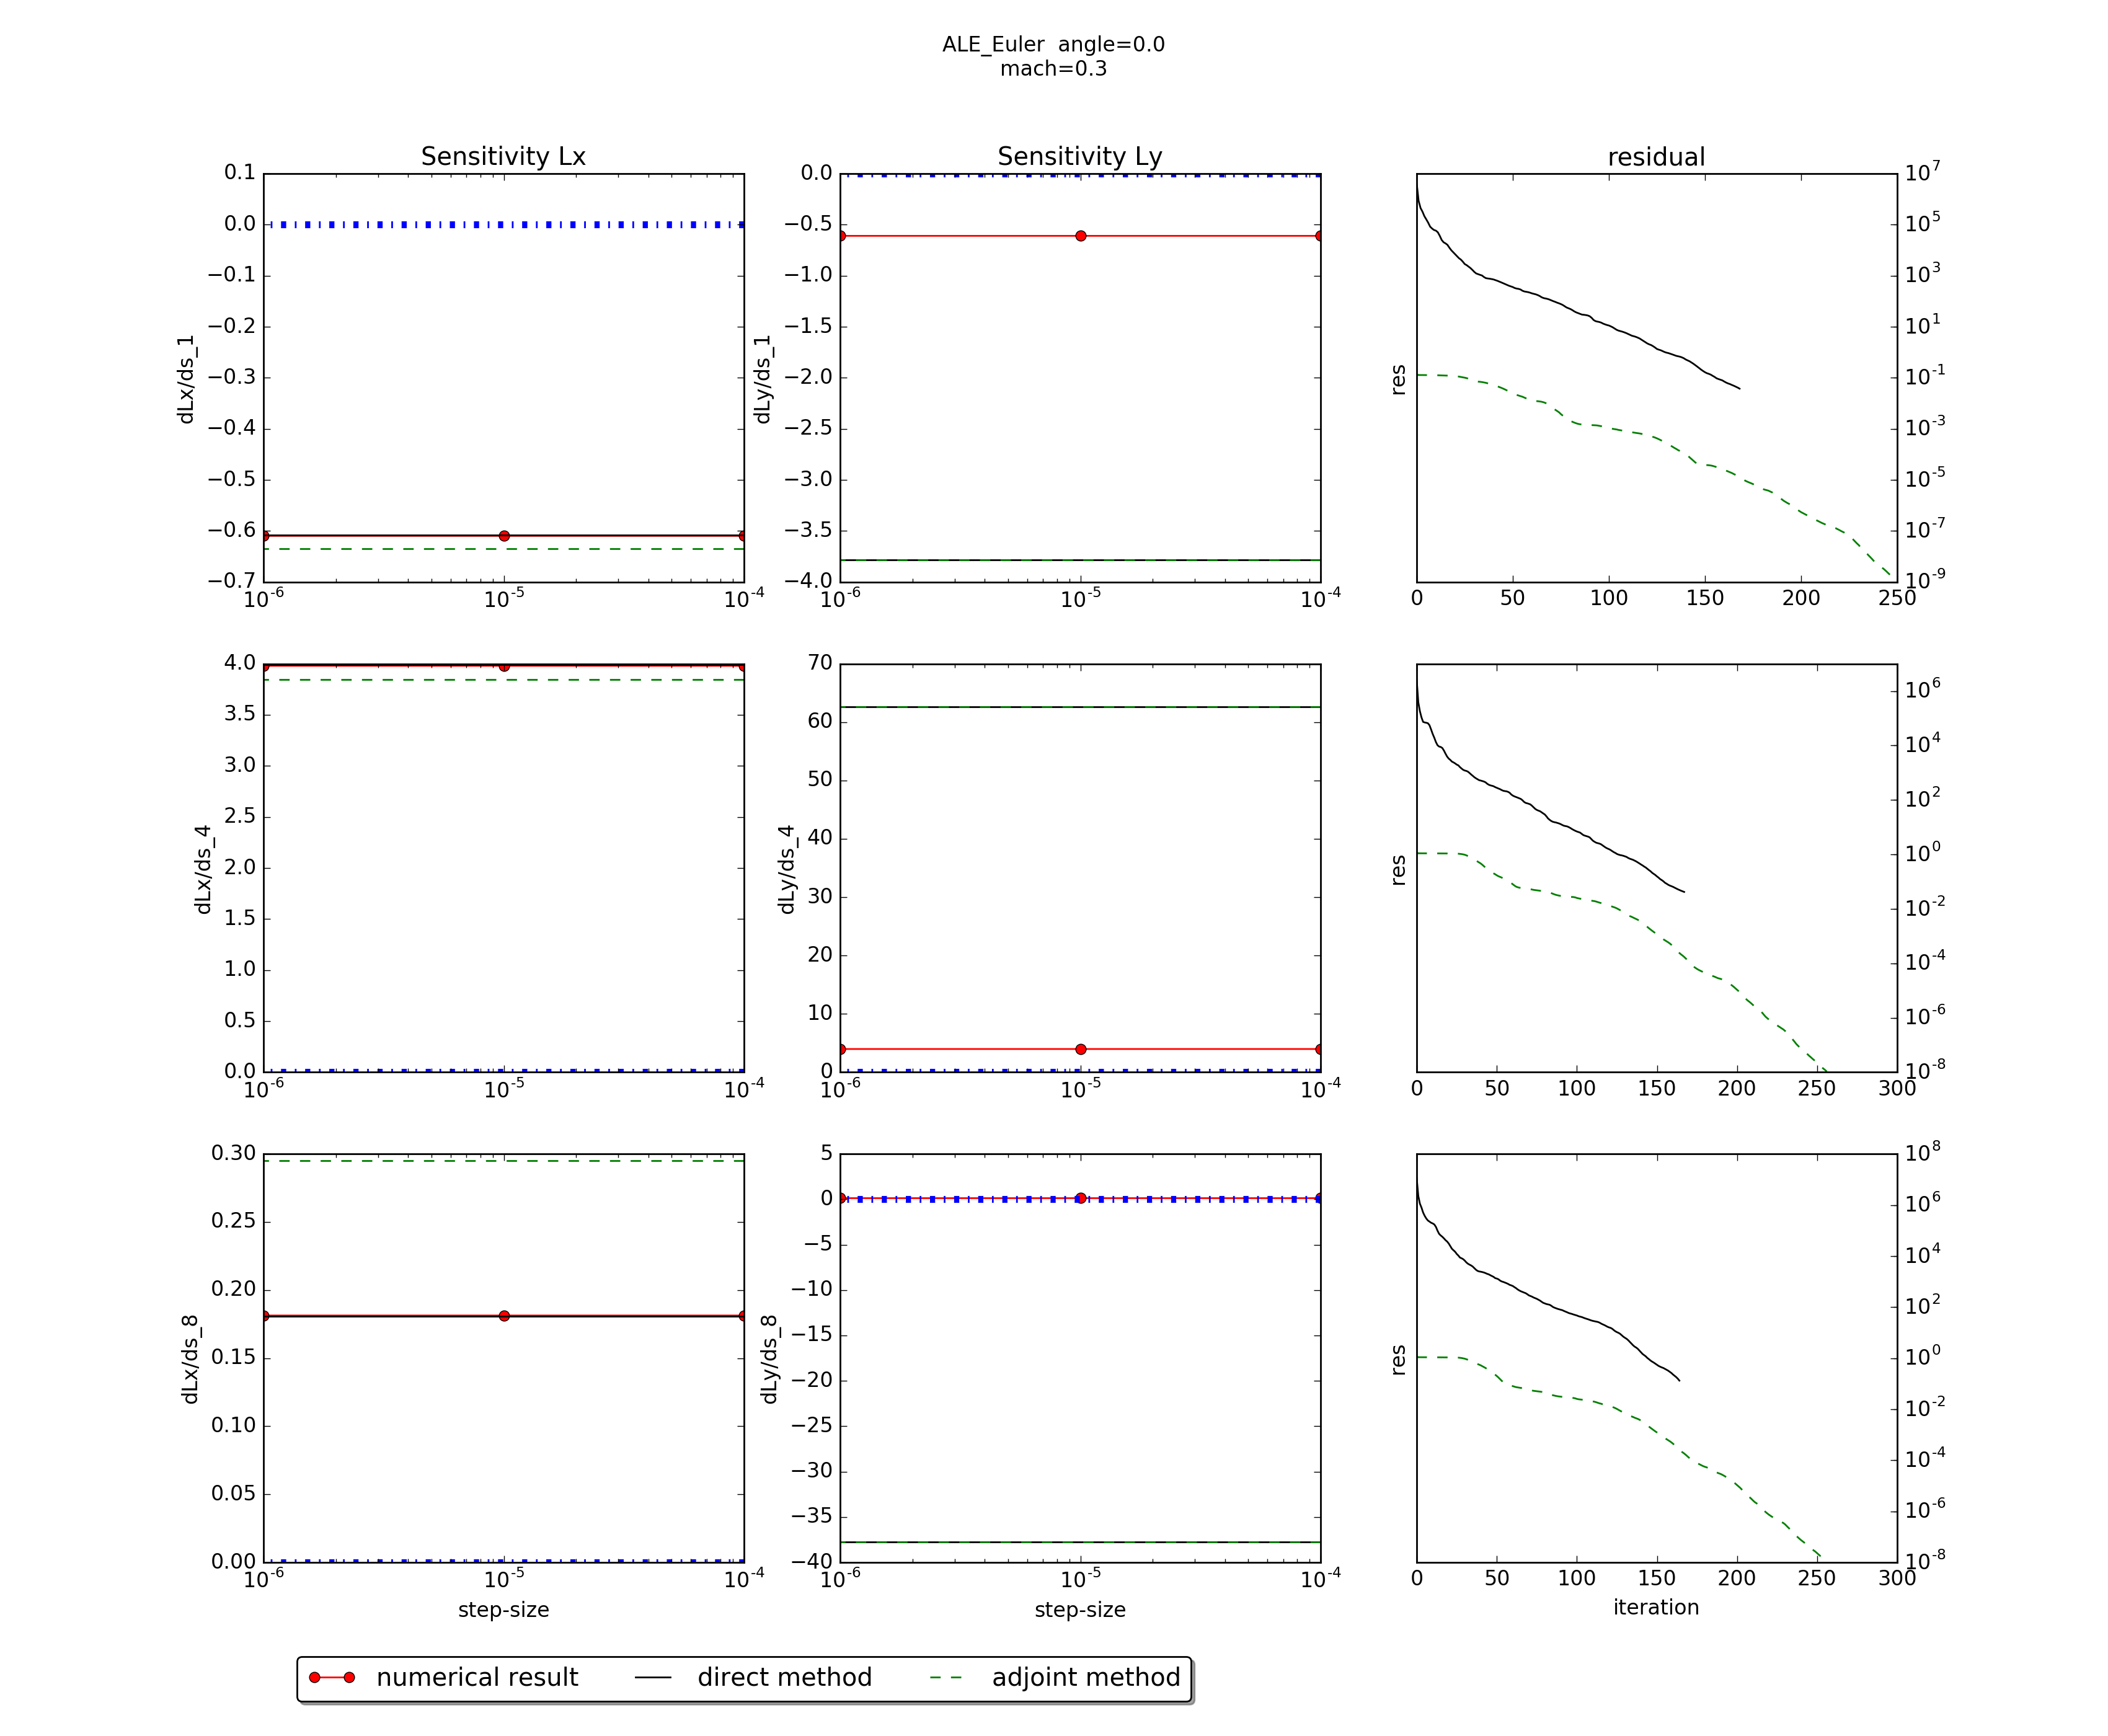 ALE_Euler angle=0.0
mach=0.3
Sensitivity Lx
0.1
0.0
−0.1
−0.2
−0.3
−0.4
−0.5
−0.6
−0.7
dLx/ds_1
10^-6 10^-5 10^-4
Sensitivity Ly
0.0
−0.5
−1.0
−1.5
−2.0
−2.5
−3.0
−3.5
−4.0
dLy/ds_1
10^-6 10^-5 10^-4
residual
res
10^7
10^5
10^3
10^1
10^-1
10^-3
10^-5
10^-7
10^-9
0 50 100 150 200 250
4.0
3.5
3.0
2.5
2.0
1.5
1.0
0.5
0.0
dLx/ds_4
10^-6 10^-5 10^-4
70
60
50
40
30
20
10
0
dLy/ds_4
10^-6 10^-5 10^-4
res
10^6
10^4
10^2
10^0
10^-2
10^-4
10^-6
10^-8
0 50 100 150 200 250 300
0.30
0.25
0.20
0.15
0.10
0.05
0.00
dLx/ds_8
10^-6 10^-5 10^-4
step-size
5
0
−5
−10
−15
−20
−25
−30
−35
−40
dLy/ds_8
10^-6 10^-5 10^-4
step-size
res
10^8
10^6
10^4
10^2
10^0
10^-2
10^-4
10^-6
10^-8
0 50 100 150 200 250 300
iteration
numerical result direct method adjoint method